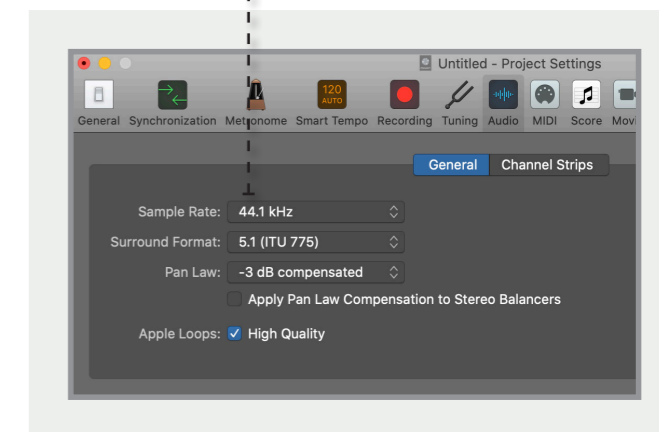 Untitled - Project Settings
120
AUTO
General Synchronization Metronome Smart Tempo Recording Tuning Audio MIDI Score Movi
General Channel Strips
Sample Rate: 44.1 kHz
Surround Format: 5.1 (ITU 775)
Pan Law: -3 dB compensated
Apply Pan Law Compensation to Stereo Balancers
Apple Loops: High Quality